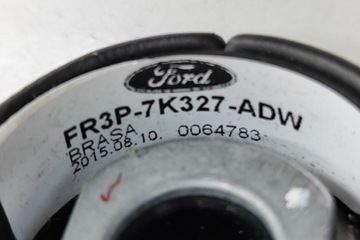 Ford
FR3P-7K327-ADW
BRASA
2015.08.10. 0064783